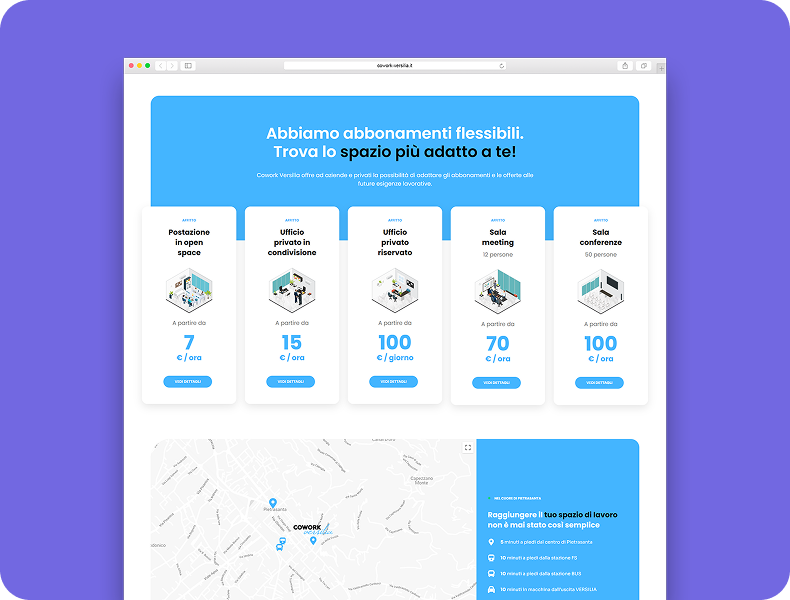 cowork-versilia.it
Abbiamo abbonamenti flessibili.
Trova lo spazio più adatto a te!
Cowork Versilia offre ad aziende e privati la possibilità di adattare gli abbonamenti e le offerte alle
future esigenze lavorative.
AFFITTO
Postazione
in open
space
A partire da
7
€ / ora
VEDI DETTAGLI
AFFITTO
Ufficio
privato in
condivisione
A partire da
15
€ / ora
VEDI DETTAGLI
AFFITTO
Ufficio
privato
riservato
A partire da
100
€ / giorno
VEDI DETTAGLI
AFFITTO
Sala
meeting
12 persone
A partire da
70
€ / ora
VEDI DETTAGLI
AFFITTO
Sala
conferenze
50 persone
A partire da
100
€ / ora
VEDI DETTAGLI
Capezzano
Monte
Pietrasanta
COWORK
NEL CUORE DI PIETRASANTA
Raggiungere il tuo spazio di lavoro
non è mai stato così semplice
5 minuti a piedi dal centro di Pietrasanta
10 minuti a piedi dalla stazione FS
10 minuti a piedi dalla stazione BUS
10 minuti in macchina dall'uscita VERSILIA